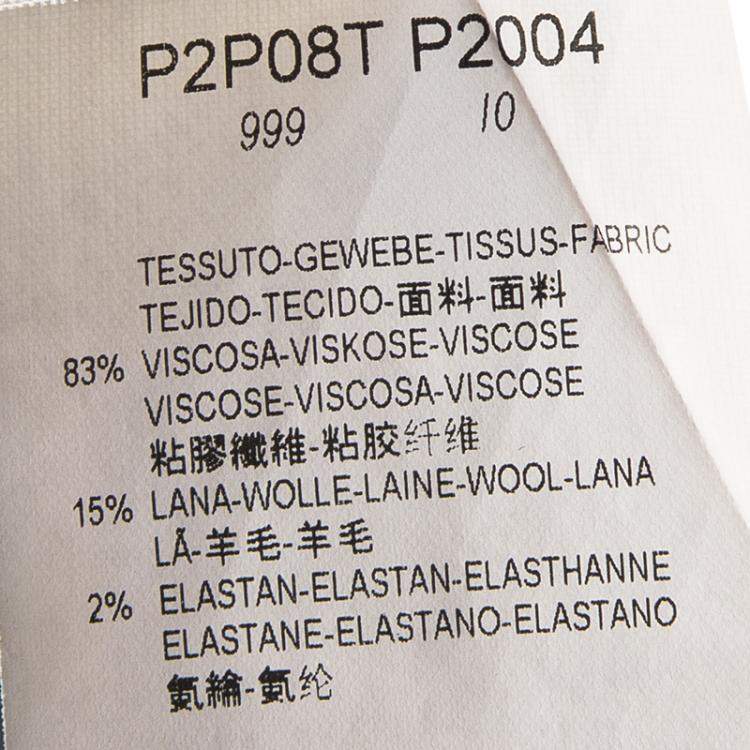 P2P08T P2004
999 10
TESSUTO-GEWEBE-TISSUS-FABRIC
TEJIDO-TECIDO-面料-面料
83% VISCOSA-VISKOSE-VISCOSE
VISCOSE-VISCOSA-VISCOSE
粘膠纖維-粘胶纤维
15% LANA-WOLLE-LAINE-WOOL-LANA
LÃ-羊毛-羊毛
2% ELASTAN-ELASTAN-ELASTHANNE
ELASTANE-ELASTANO-ELASTANO
氨綸-氨纶